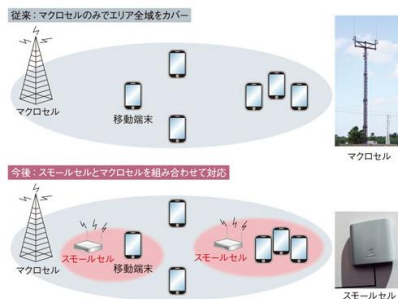 従来：マクロセルのみでエリア全域をカバー
マクロセル
移動端末
マクロセル
今後：スモールセルとマクロセルを組み合わせて対応
スモールセル
スモールセル
マクロセル
移動端末
スモールセル